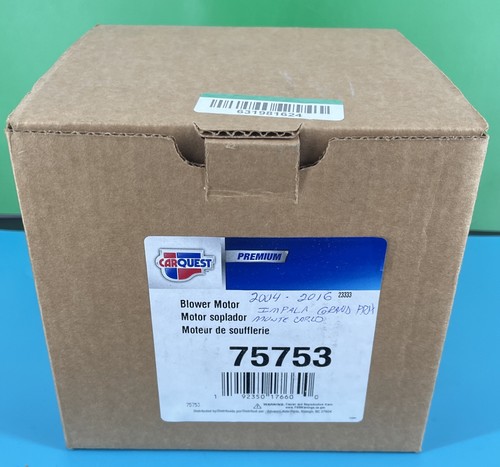 631981624
CARQUEST
PREMIUM
Blower Motor 2004 - 2016 23333
Motor soplador IMPALA GRAND PRIX
Moteur de soufflerie MONTE CARLO
75753
1 92350 17660 0
75753